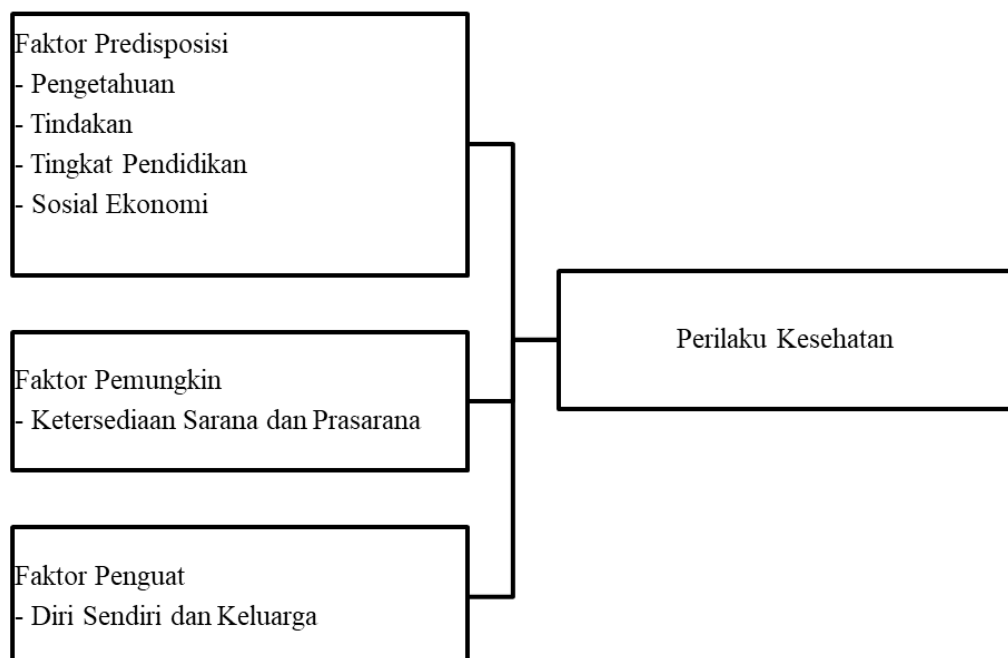 Faktor Predisposisi
- Pengetahuan
- Tindakan
- Tingkat Pendidikan
- Sosial Ekonomi
Faktor Pemungkin
- Ketersediaan Sarana dan Prasarana
Faktor Penguat
- Diri Sendiri dan Keluarga
Perilaku Kesehatan